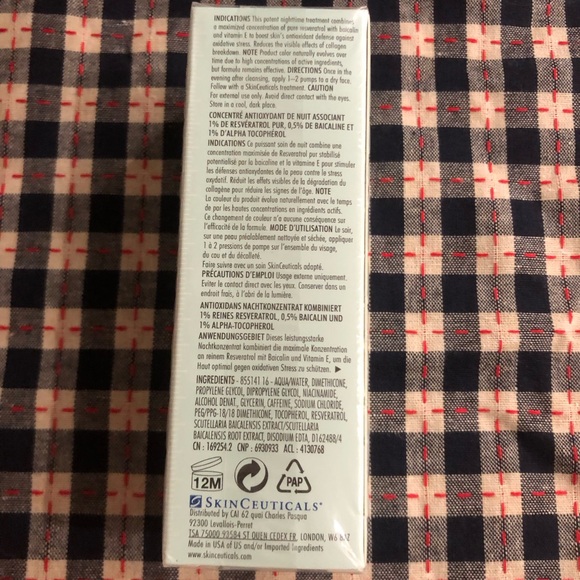 INDICATIONS This potent nighttime treatment combines
a maximized concentration of pure resveratrol with baicalin
and vitamin E to boost skin's antioxidant defense against
oxidative stress. Reduces the visible effects of collagen
breakdown. NOTE Product color naturally evolves over
time due to high concentrations of active ingredients,
but formula remains effective. DIRECTIONS Once in the
evening after cleansing, apply 1–2 pumps to a dry face.
Follow with a SkinCeuticals treatment. CAUTION
For external use only. Avoid direct contact with the eyes.
Store in a cool, dark place.
CONCENTRÉ ANTIOXYDANT DE NUIT ASSOCIANT
1% DE RESVÉRATROL PUR, 0,5% DE BAICALINE ET
1% D'ALPHA TOCOPHÉROL
INDICATIONS Ce puissant soin de nuit combine une
concentration maximisée de Resveratrol pur stabilisé
potentialisé par la baicaline et la vitamine E pour stimuler
les défenses antioxydantes de la peau contre le stress
oxydatif. Réduit les effets visibles de la dégradation du
collagène pour réduire les signes de l'âge. NOTE
La couleur du produit évolue naturellement avec le temps
de par les hautes concentrations en ingrédients actifs.
Ce changement de couleur n'a aucune conséquence sur
l'efficacité de la formule. MODE D'UTILISATION Le soir,
sur une peau préalablement nettoyée et séchée, appliquer
1 à 2 pressions de pompe sur l'ensemble du visage,
du cou et du décolleté.
Faire suivre avec un soin SkinCeuticals adapté.
PRÉCAUTIONS D'EMPLOI Usage externe uniquement.
Eviter le contact direct avec les yeux. Conserver dans un
endroit frais, à l'abri de la lumière.
ANTIOXIDANS NACHTKONZENTRAT KOMBINIERT
1% REINES RESVERATROL, 0,5% BAICALIN UND
1% ALPHA-TOCOPHEROL
ANWENDUNGSGEBIET Dieses leistungsstarke
Nachtkonzentrat kombiniert die maximale Konzentration
an reinem Resveratrol mit Baicalin und Vitamin E, um die
Haut optimal gegen oxidativen Stress zu schützen. ►
INGREDIENTS - 855141 16 - AQUA/WATER, DIMETHICONE,
PROPYLENE GLYCOL, DIPROPYLENE GLYCOL, NIACINAMIDE,
ALCOHOL DENAT, GLYCERIN, CAFFEINE, SODIUM CHLORIDE,
PEG/PPG-18/18 DIMETHICONE, TOCOPHEROL, RESVERATROL,
SCUTELLARIA BAICALENSIS EXTRACT/SCUTELLARIA
BAICALENSIS ROOT EXTRACT, DISODIUM EDTA, D162488/4
CN : 169254.2 CNP : 6930933 ACL : 4130768
12M
PAP
SKINCEUTICALS®
Distributed by CAI 62 quai Charles Pasqua
92300 Levallois-Perret
TSA 75000 93584 ST OUEN CEDEX FR, LONDON, W6 8AZ
Made in USA of US and/or Imported ingredients
www.skinceuticals.com